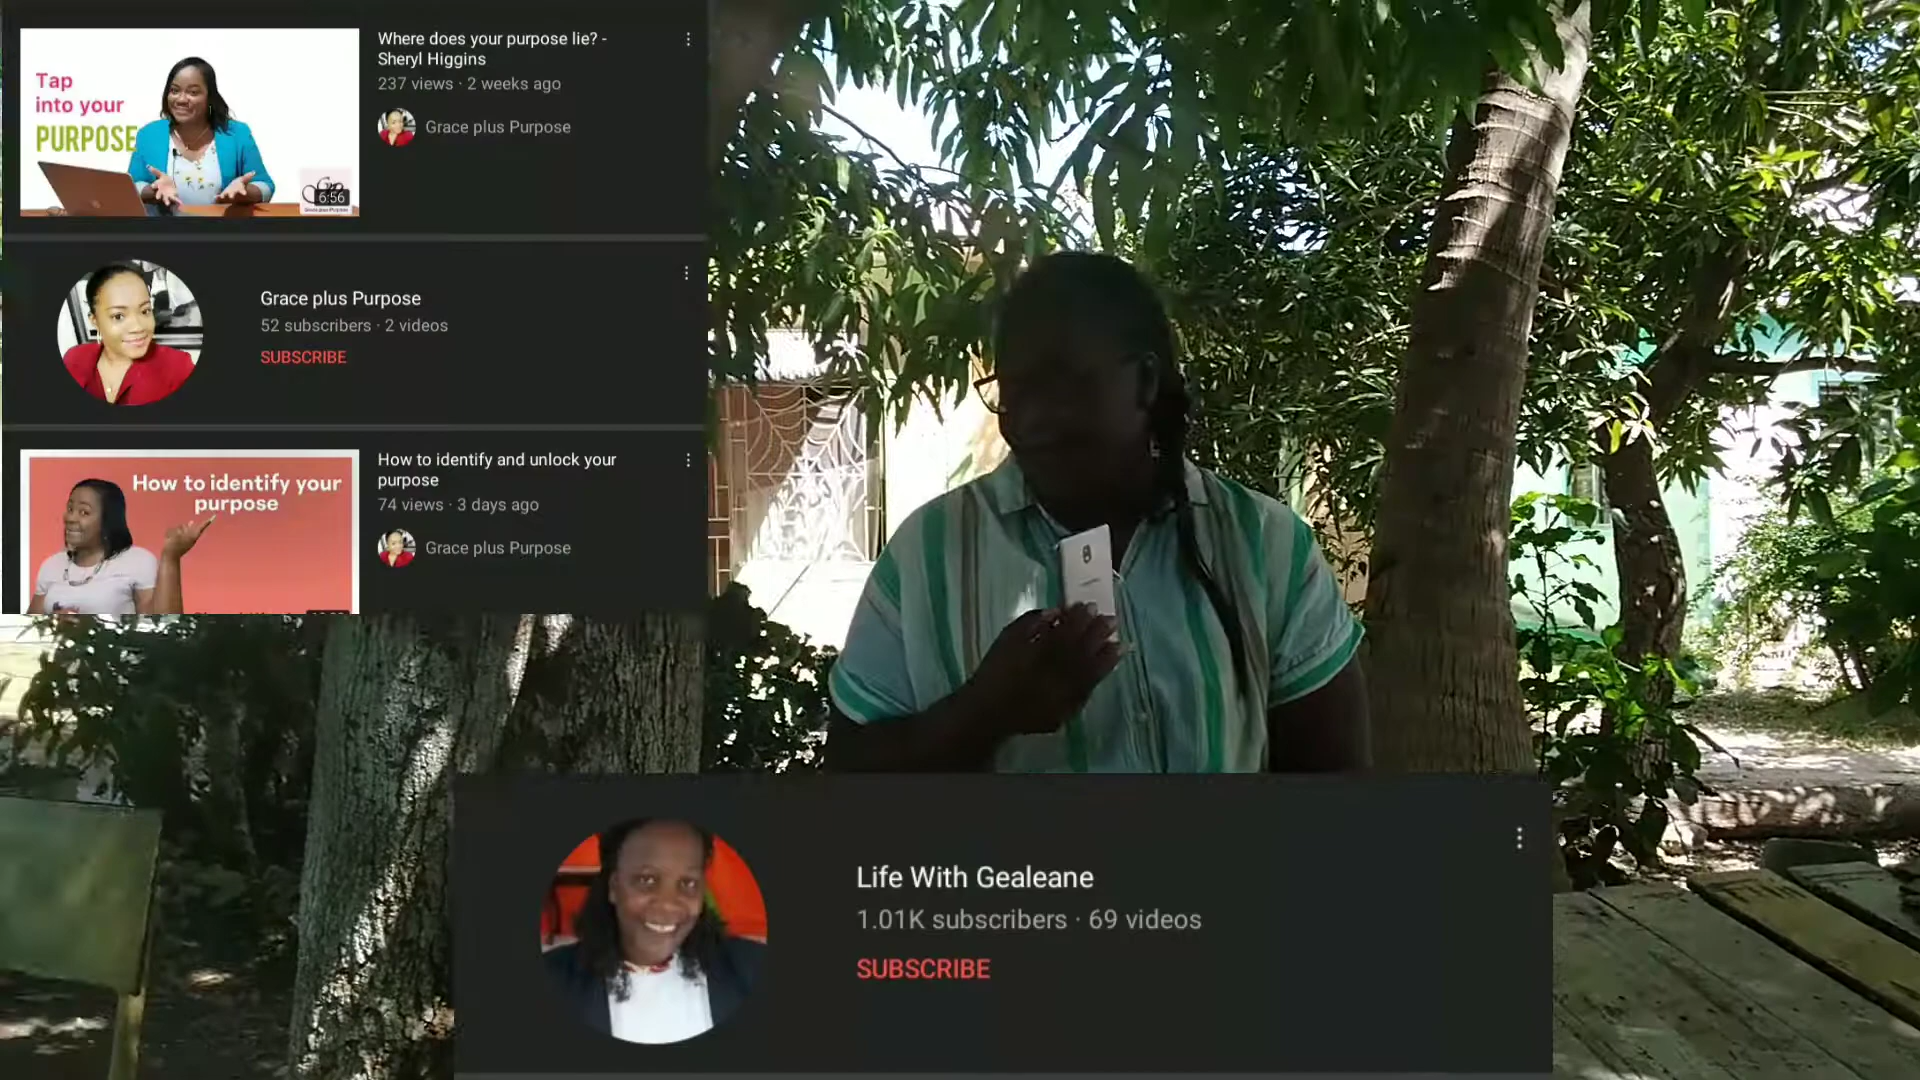 Tap
into your
PURPOSE
6:56
Where does your purpose lie? -
Sheryl Higgins
237 views · 2 weeks ago
Grace plus Purpose
Grace plus Purpose
52 subscribers · 2 videos
SUBSCRIBE
How to identify your
purpose
How to identify and unlock your
purpose
74 views · 3 days ago
Grace plus Purpose
Life With Gealeane
1.01K subscribers · 69 videos
SUBSCRIBE